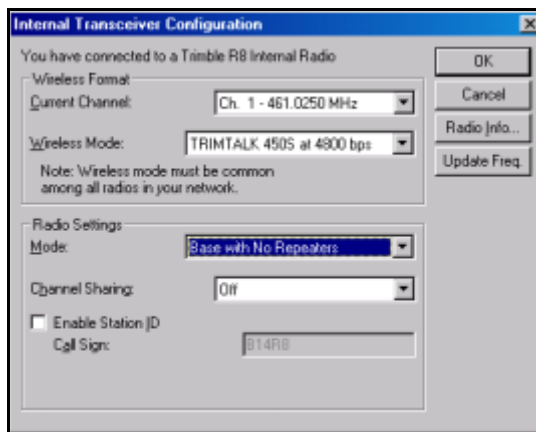 Internal Transceiver Configuration
You have connected to a Trimble R8 Internal Radio
Wireless Format
Current Channel: Ch. 1 - 461.0250 MHz
Wireless Mode: TRIMTALK 450S at 4800 bps
Note: Wireless mode must be common
among all radios in your network.
Radio Settings
Mode: Base with No Repeaters
Channel Sharing: Off
Enable Station ID
Call Sign: B14R8
OK
Cancel
Radio Info...
Update Freq.